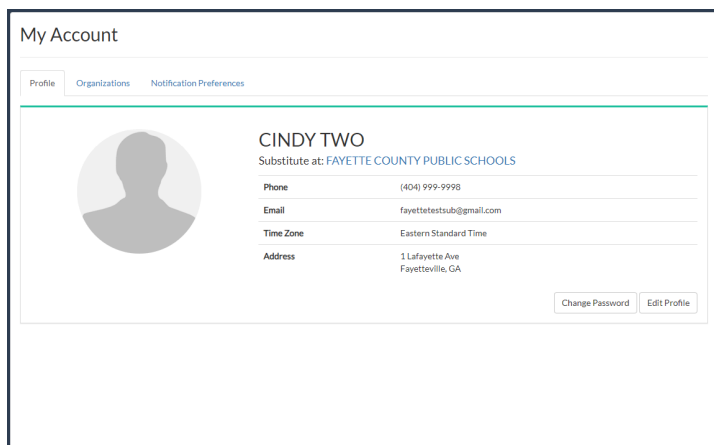 My Account
Profile Organizations Notification Preferences
CINDY TWO
Substitute at: FAYETTE COUNTY PUBLIC SCHOOLS
Phone (404) 999-9998
Email fayettetestsub@gmail.com
Time Zone Eastern Standard Time
Address 1 Lafayette Ave
Fayetteville, GA
Change Password Edit Profile